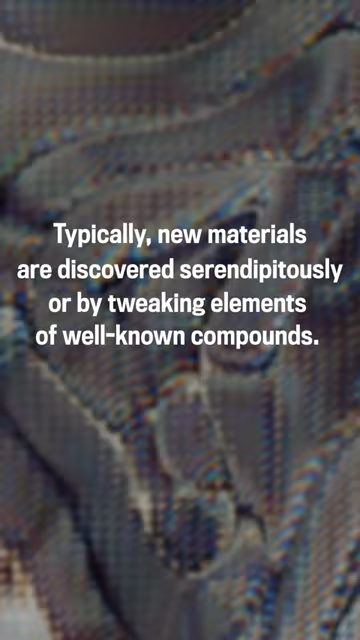 Typically, new materials
are discovered serendipitously
or by tweaking elements
of well-known compounds.